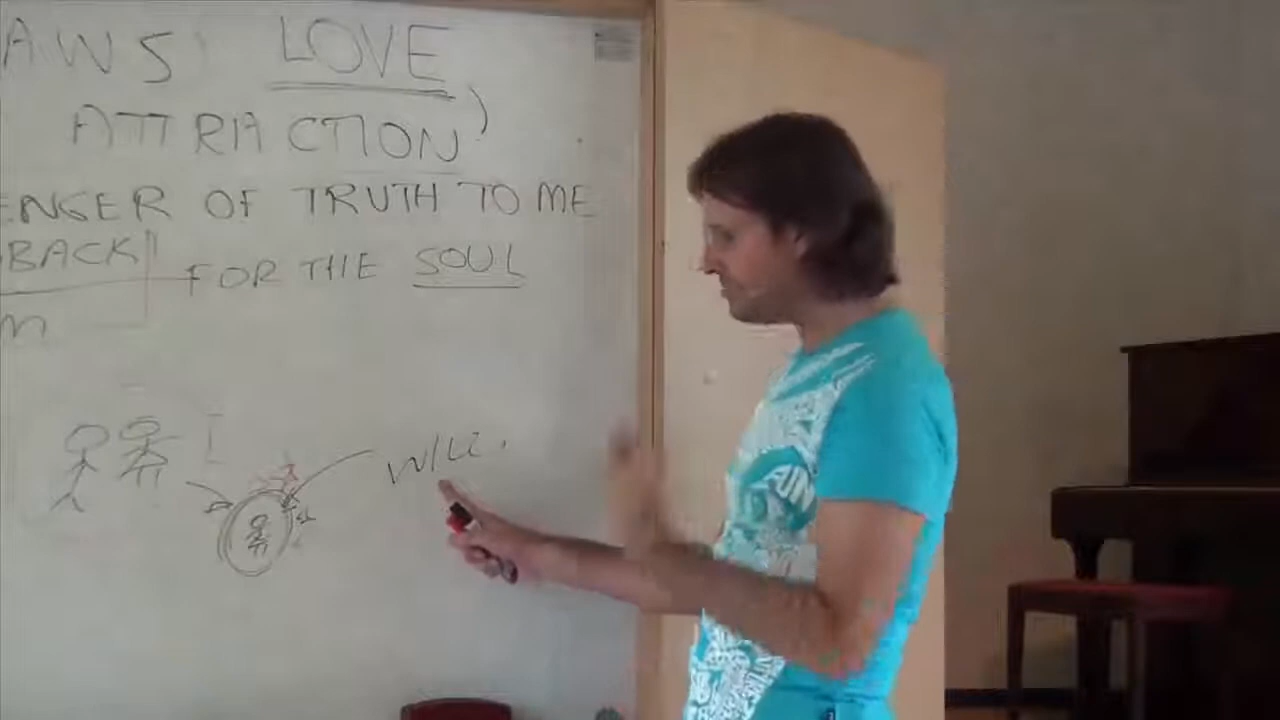 AWS: LOVE
ATTRACTION)
ENGER OF TRUTH TO ME
BACK" FOR THE SOUL
m
I
WILL.